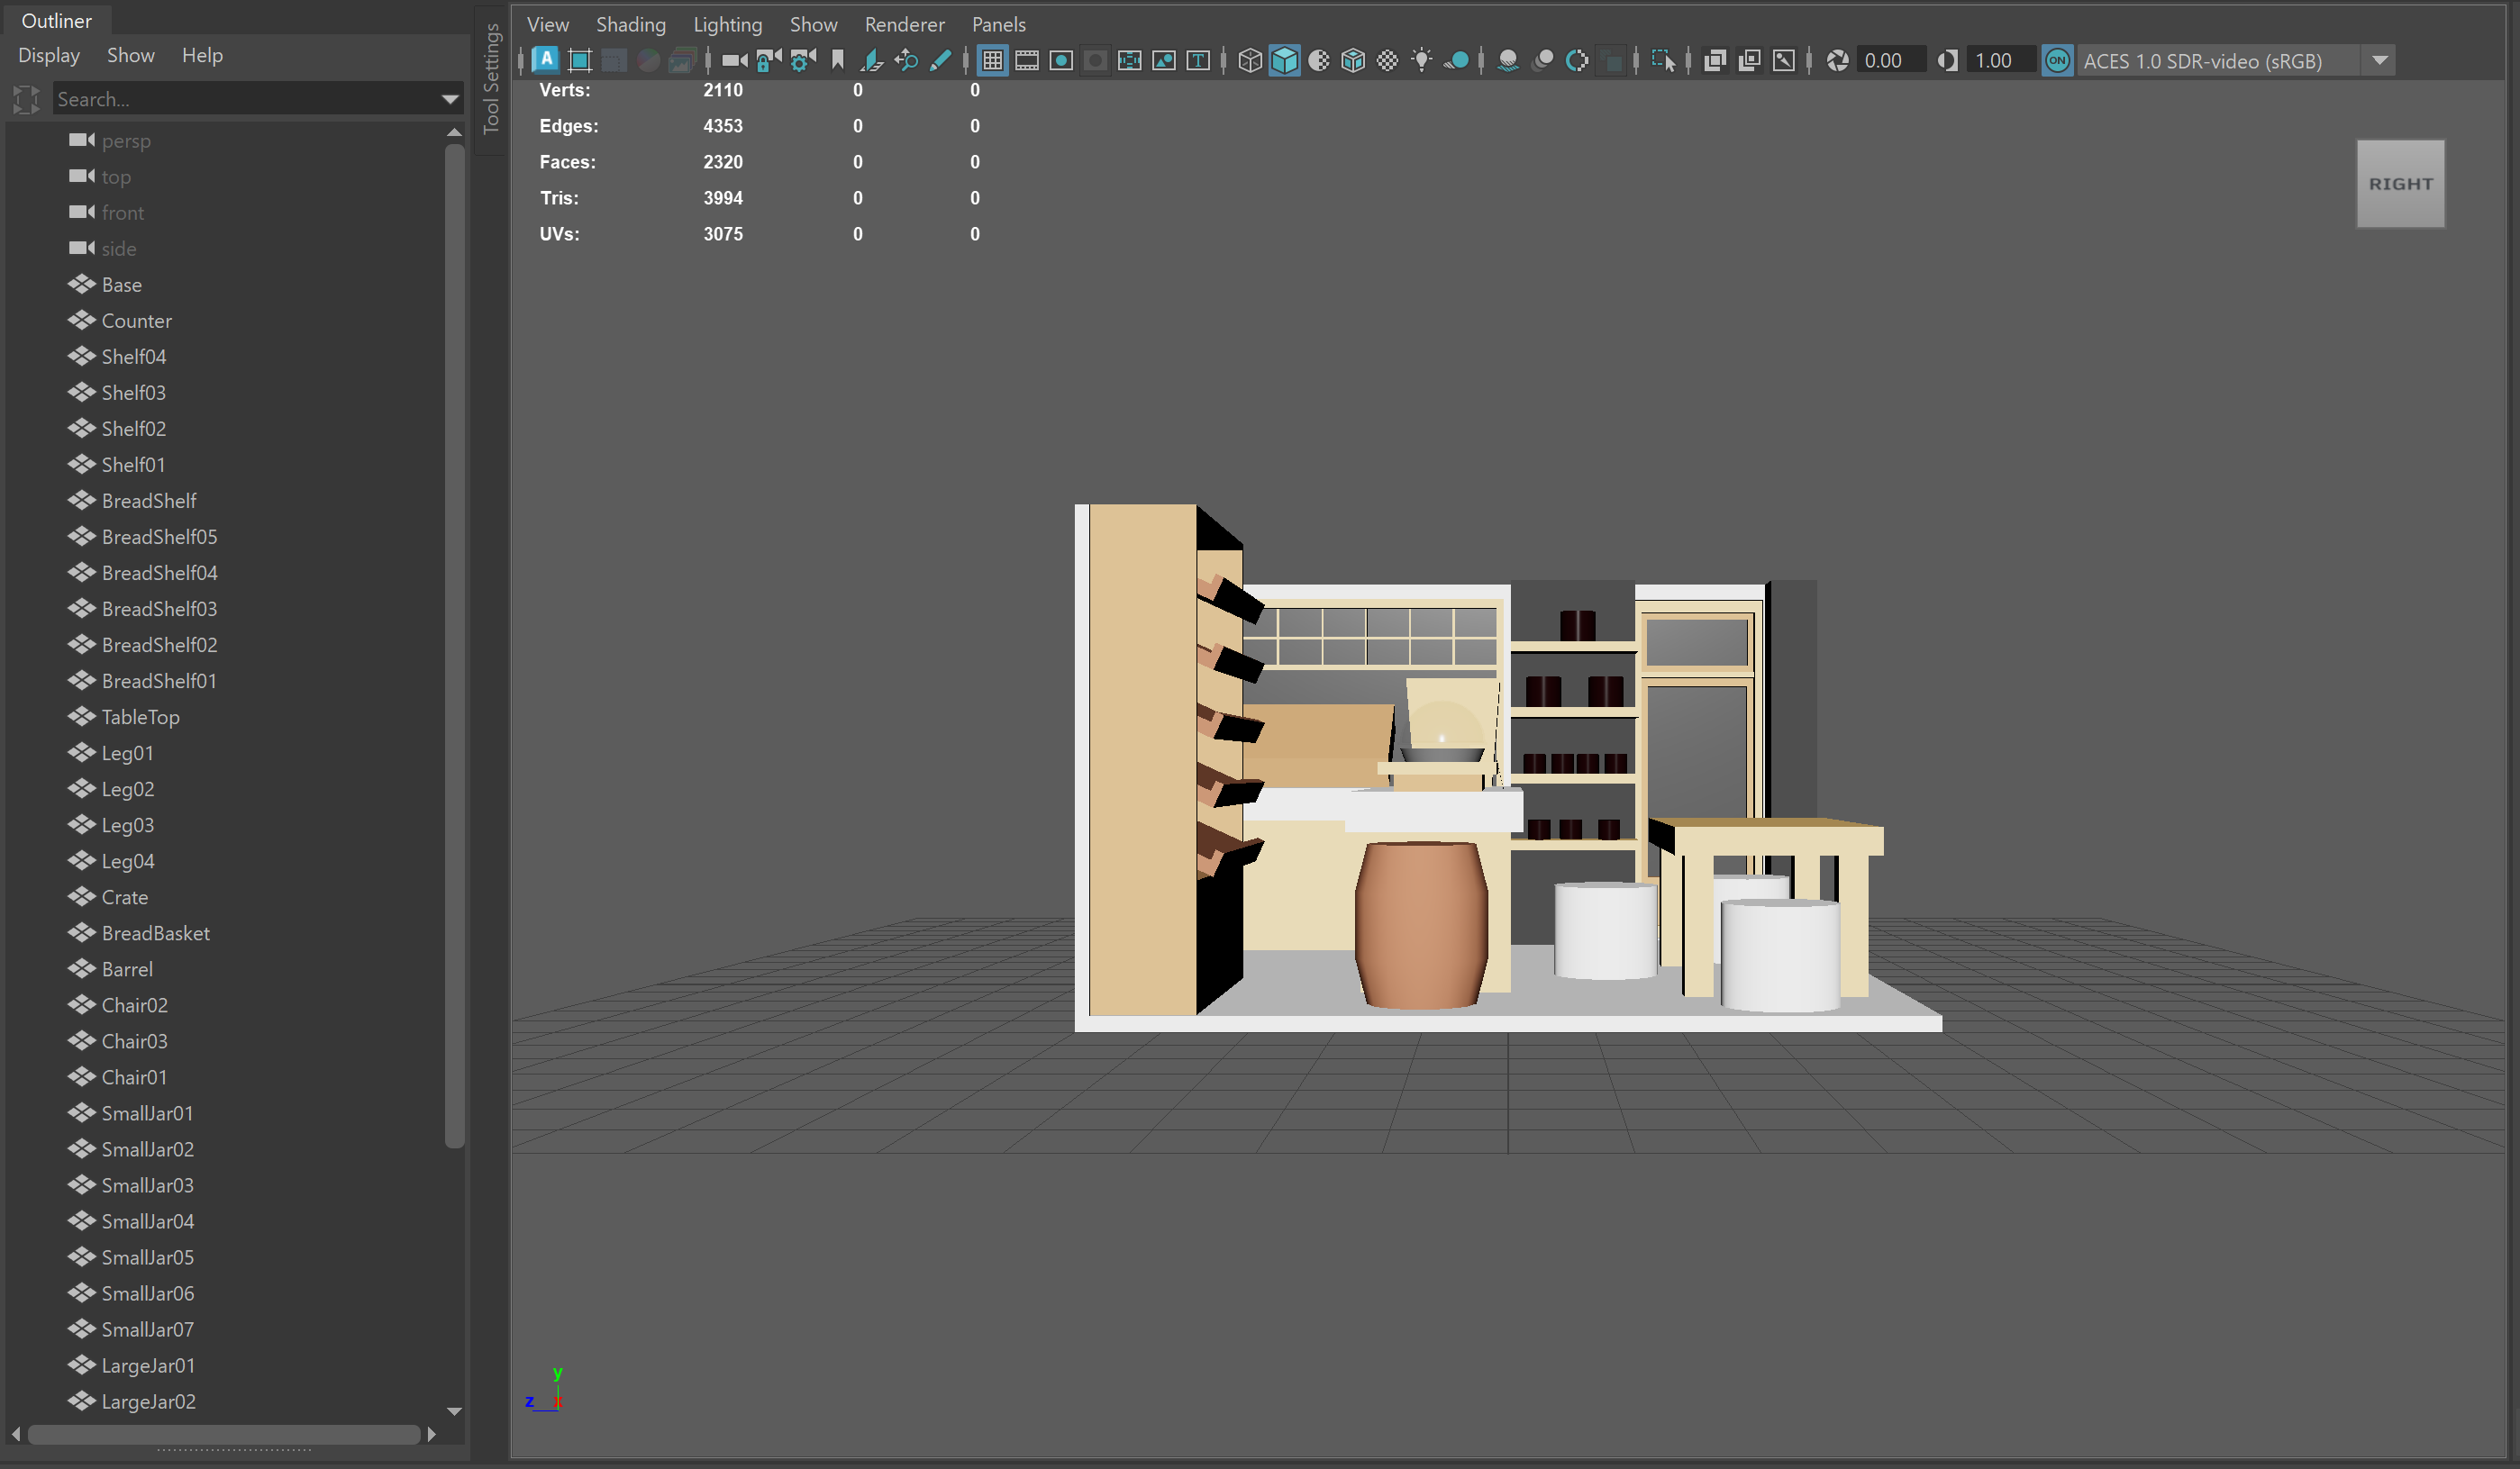 Outliner
Display Show Help
Search...
persp
top
front
side
Base
Counter
Shelf04
Shelf03
Shelf02
Shelf01
BreadShelf
BreadShelf05
BreadShelf04
BreadShelf03
BreadShelf02
BreadShelf01
TableTop
Leg01
Leg02
Leg03
Leg04
Crate
BreadBasket
Barrel
Chair02
Chair03
Chair01
SmallJar01
SmallJar02
SmallJar03
SmallJar04
SmallJar05
SmallJar06
SmallJar07
LargeJar01
LargeJar02
Tool Settings
View Shading Lighting Show Renderer Panels
A T 0.00 1.00 ON ACES 1.0 SDR-video (sRGB)
Verts: 2110 0 0
Edges: 4353 0 0
Faces: 2320 0 0
Tris: 3994 0 0
UVs: 3075 0 0
RIGHT
y
z x